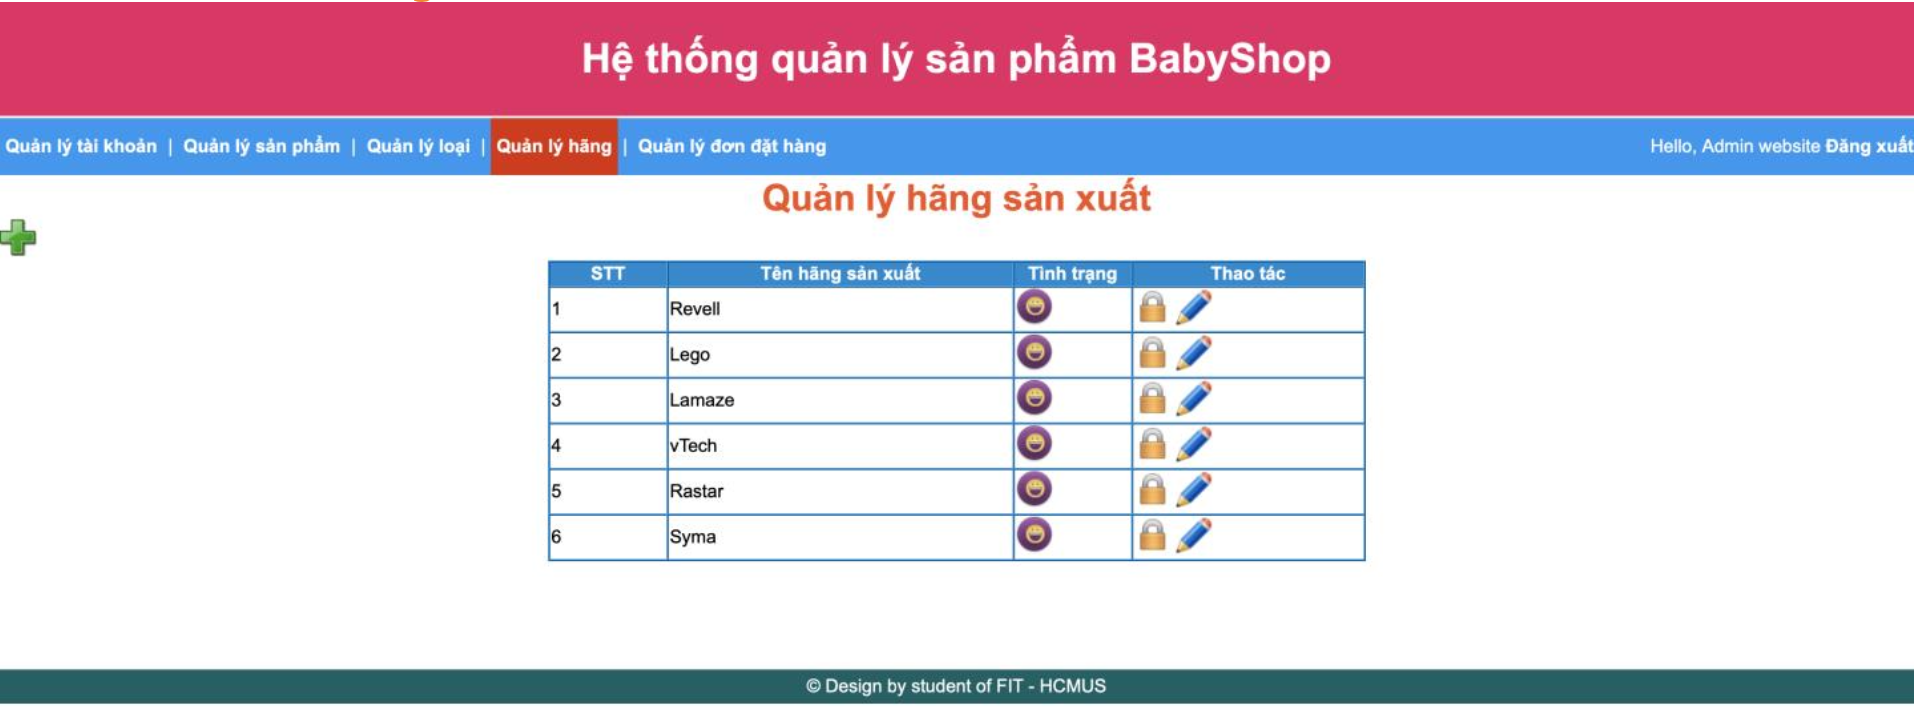 Hệ thống quản lý sản phẩm BabyShop
Quản lý tài khoản | Quản lý sản phẩm | Quản lý loại | Quản lý hãng | Quản lý đơn đặt hàng Hello, Admin website Đăng xuất
Quản lý hãng sản xuất
STT Tên hãng sản xuất Tình trạng Thao tác
1 Revell
2 Lego
3 Lamaze
4 vTech
5 Rastar
6 Syma
© Design by student of FIT - HCMUS